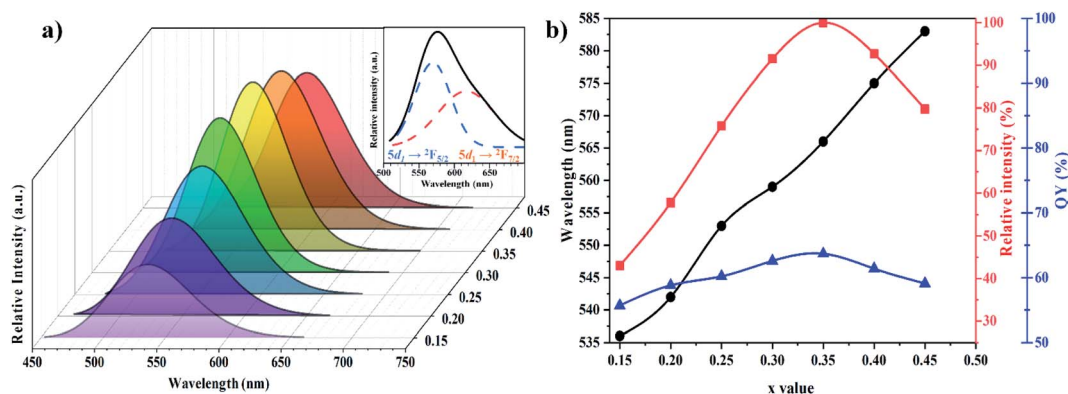 a)
Relative Intensity (a.u.)
450 500 550 600 650 700 750
Wavelength (nm)
0.15
0.20
0.25
0.30
0.35
0.40
0.45
Relative intensity (a.u.)
5d₁ → ²F₅/₂ 5d₁ → ²F₇/₂
500 550 600 650
Wavelength (nm)
b)
Wavelength (nm)
585
580
575
570
565
560
555
550
545
540
535
0.15 0.20 0.25 0.30 0.35 0.40 0.45 0.50
x value
Relative intensity (%)
100
90
80
70
60
50
40
30
QY (%)
100
90
80
70
60
50